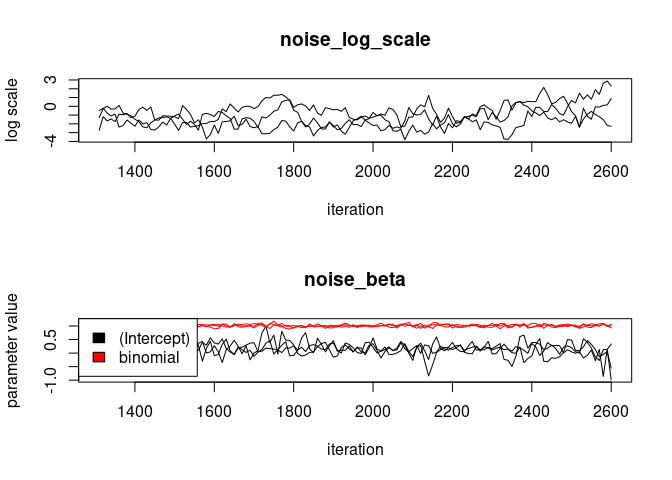 noise_log_scale
log scale
3
0
-4
1400 1600 1800 2000 2200 2400 2600
iteration
noise_beta
parameter value
0.5
-1.0
(Intercept)
binomial
1400 1600 1800 2000 2200 2400 2600
iteration